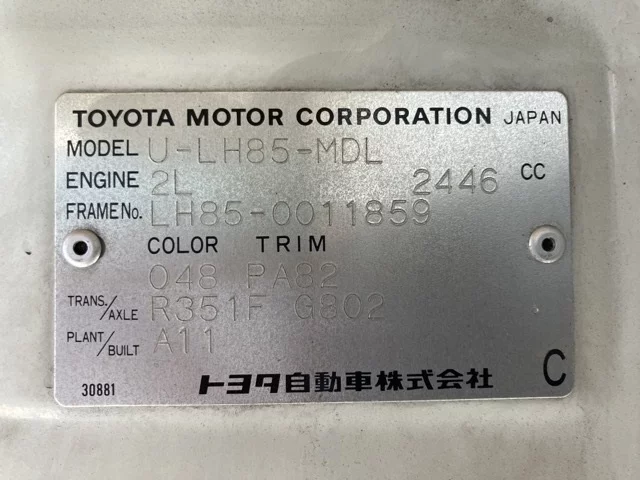 TOYOTA MOTOR CORPORATION JAPAN
MODEL U-LH85-MDL
ENGINE 2L 2446 CC
FRAME No. LH85-0011859
COLOR TRIM
048 PA82
TRANS./AXLE R351F G802
PLANT/BUILT A11
30881 トヨタ自動車株式会社 C